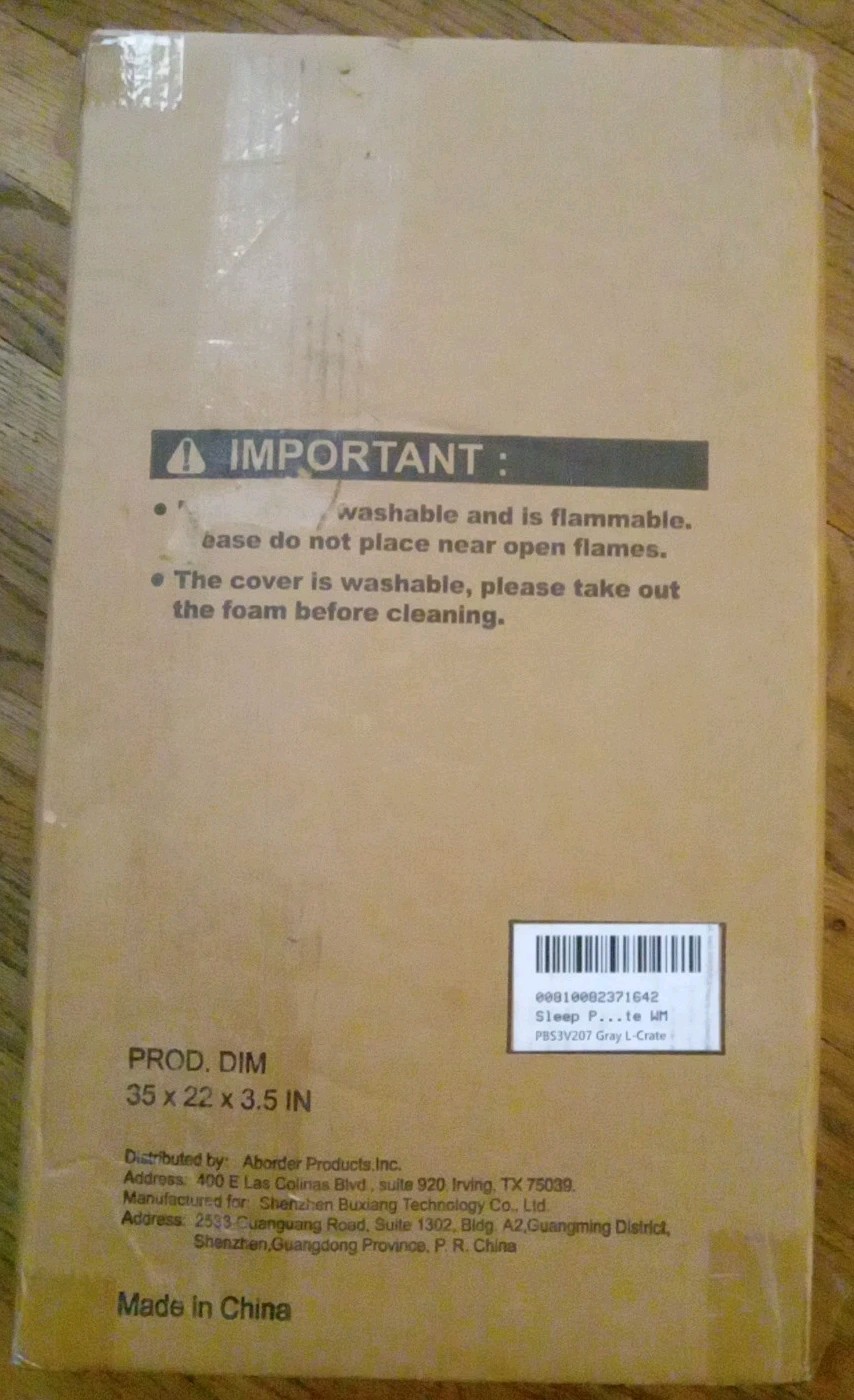 IMPORTANT :
• washable and is flammable.
ease do not place near open flames.
• The cover is washable, please take out
the foam before cleaning.
00810082371642
Sleep P...te WM
PBS3V207 Gray L-Crate
PROD. DIM
35 x 22 x 3.5 IN
Distributed by: Aborder Products,Inc.
Address: 400 E Las Colinas Blvd., suite 920, Irving, TX 75039.
Manufactured for: Shenzhen Buxiang Technology Co., Ltd.
Address: 2533 Guanguang Road, Suite 1302, Bldg. A2,Guangming District,
Shenzhen,Guangdong Province, P. R. China
Made in China